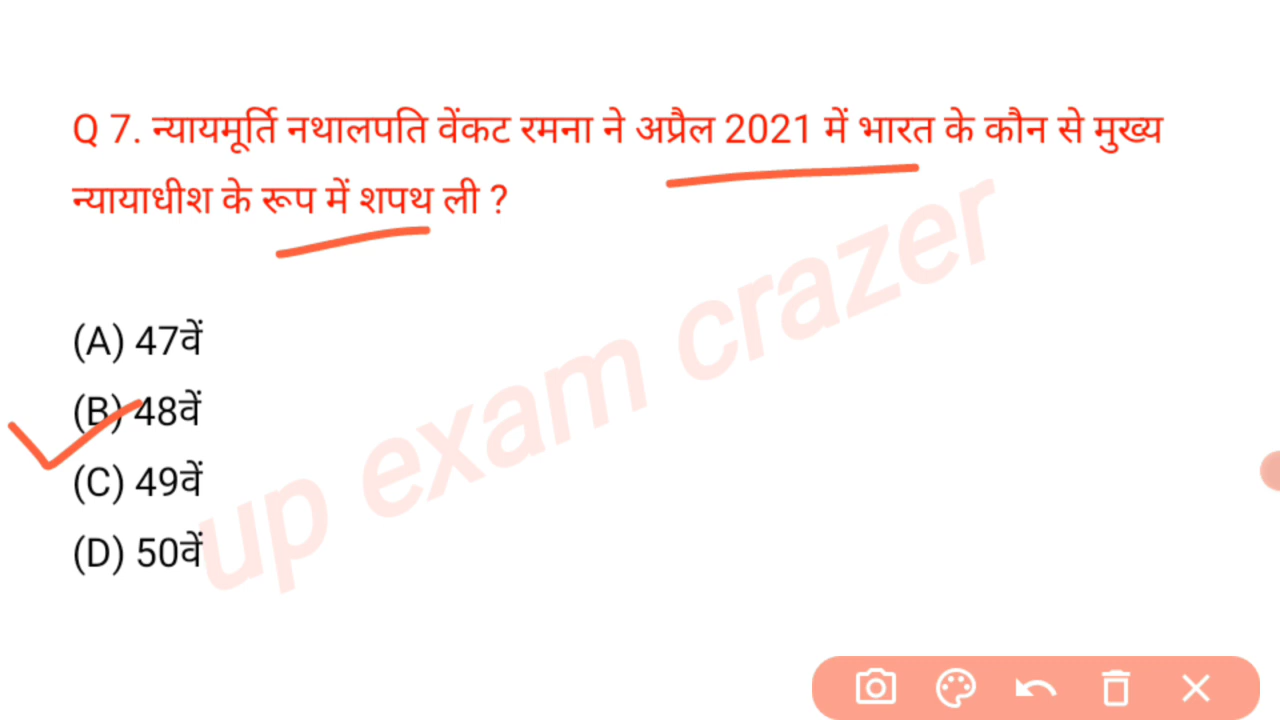 Q 7. न्यायमूर्ति नथालपति वेंकट रमना ने अप्रैल 2021 में भारत के कौन से मुख्य
न्यायाधीश के रूप में शपथ ली ?
(A) 47वें
(B) 48वें
(C) 49वें
(D) 50वें
up exam crazer